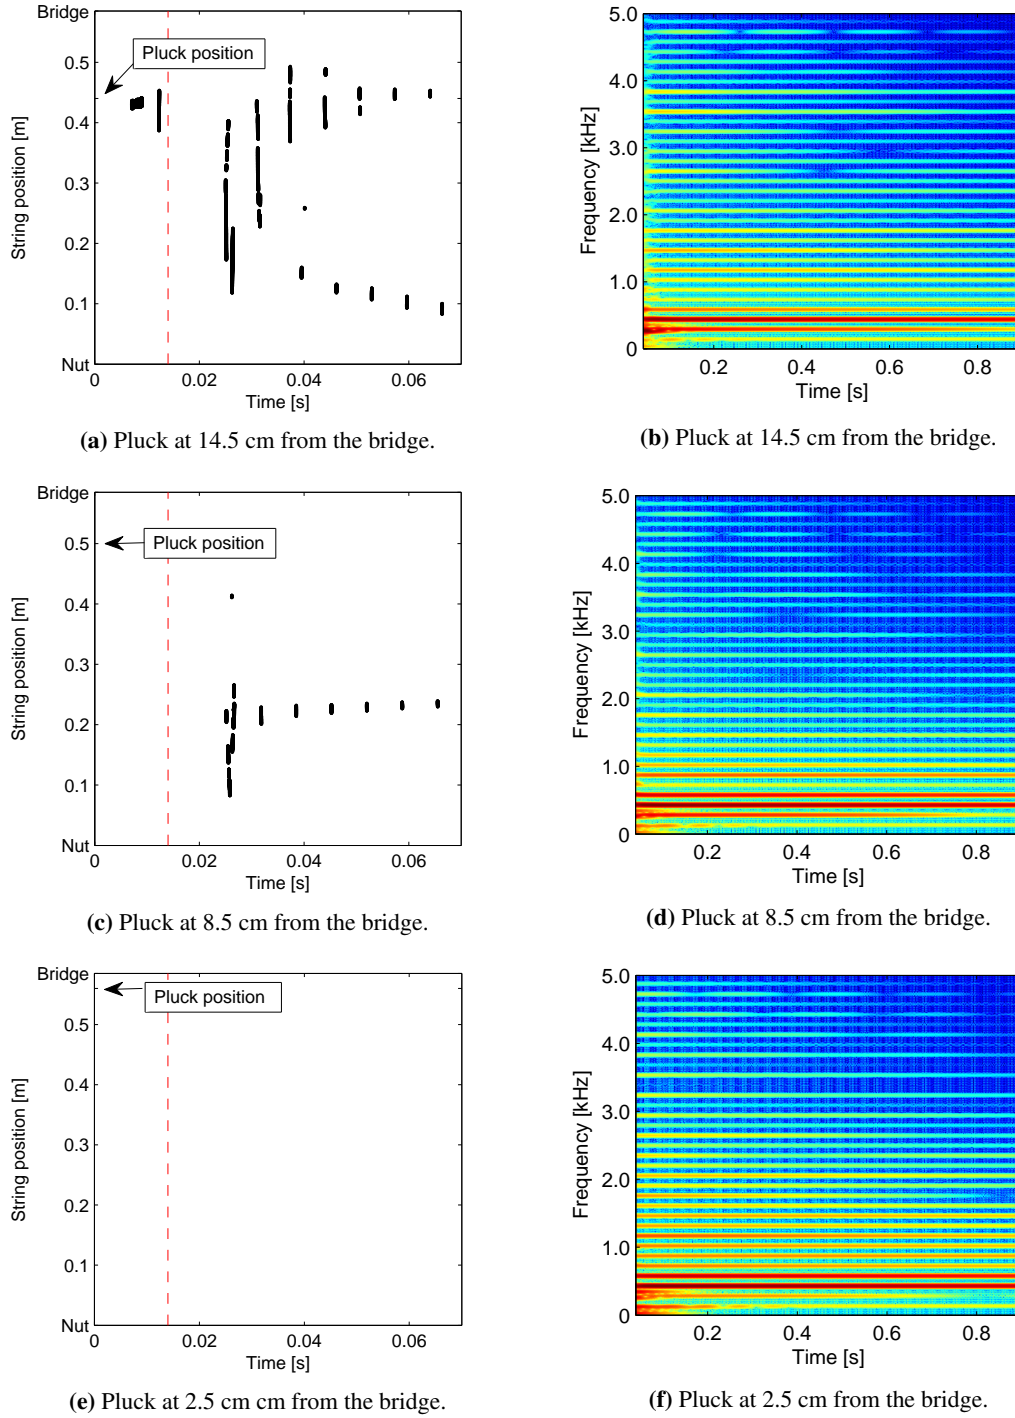 Bridge
0.5
0.4
0.3
0.2
0.1
Nut
String position [m]
Pluck position
0
0.02
0.04
0.06
Time [s]
(a) Pluck at 14.5 cm from the bridge.
5.0
4.0
3.0
2.0
1.0
0
Frequency [kHz]
0.2
0.4
0.6
0.8
Time [s]
(b) Pluck at 14.5 cm from the bridge.
Bridge
0.5
0.4
0.3
0.2
0.1
Nut
String position [m]
Pluck position
0
0.02
0.04
0.06
Time [s]
(c) Pluck at 8.5 cm from the bridge.
5.0
4.0
3.0
2.0
1.0
0
Frequency [kHz]
0.2
0.4
0.6
0.8
Time [s]
(d) Pluck at 8.5 cm from the bridge.
Bridge
0.5
0.4
0.3
0.2
0.1
Nut
String position [m]
Pluck position
0
0.02
0.04
0.06
Time [s]
(e) Pluck at 2.5 cm cm from the bridge.
5.0
4.0
3.0
2.0
1.0
0
Frequency [kHz]
0.2
0.4
0.6
0.8
Time [s]
(f) Pluck at 2.5 cm from the bridge.